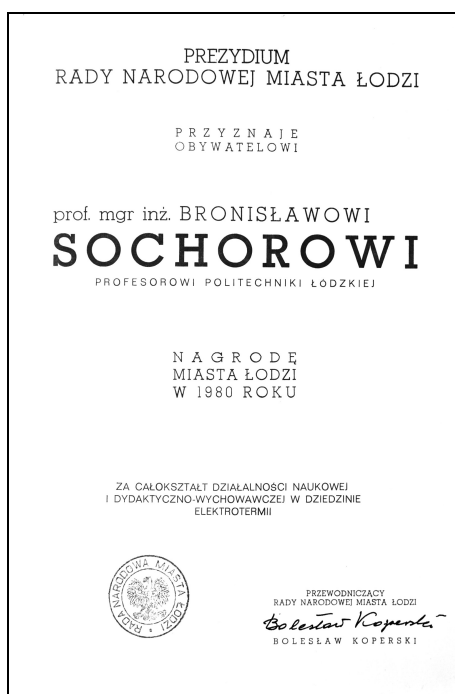 PREZYDIUM
RADY NARODOWEJ MIASTA ŁODZI
PRZYZNAJE
OBYWATELOWI
prof. mgr inż. BRONISŁAWOWI
SOCHOROWI
PROFESOROWI POLITECHNIKI ŁÓDZKIEJ
NAGRODĘ
MIASTA ŁODZI
W 1980 ROKU
ZA CAŁOKSZTAŁT DZIAŁALNOŚCI NAUKOWEJ
I DYDAKTYCZNO-WYCHOWAWCZEJ W DZIEDZINIE
ELEKTROTERMII
RADA NARODOWA MIASTA ŁODZI
PRZEWODNICZĄCY
RADY NARODOWEJ MIASTA ŁODZI
Bolesław Koperski
BOLESŁAW KOPERSKI